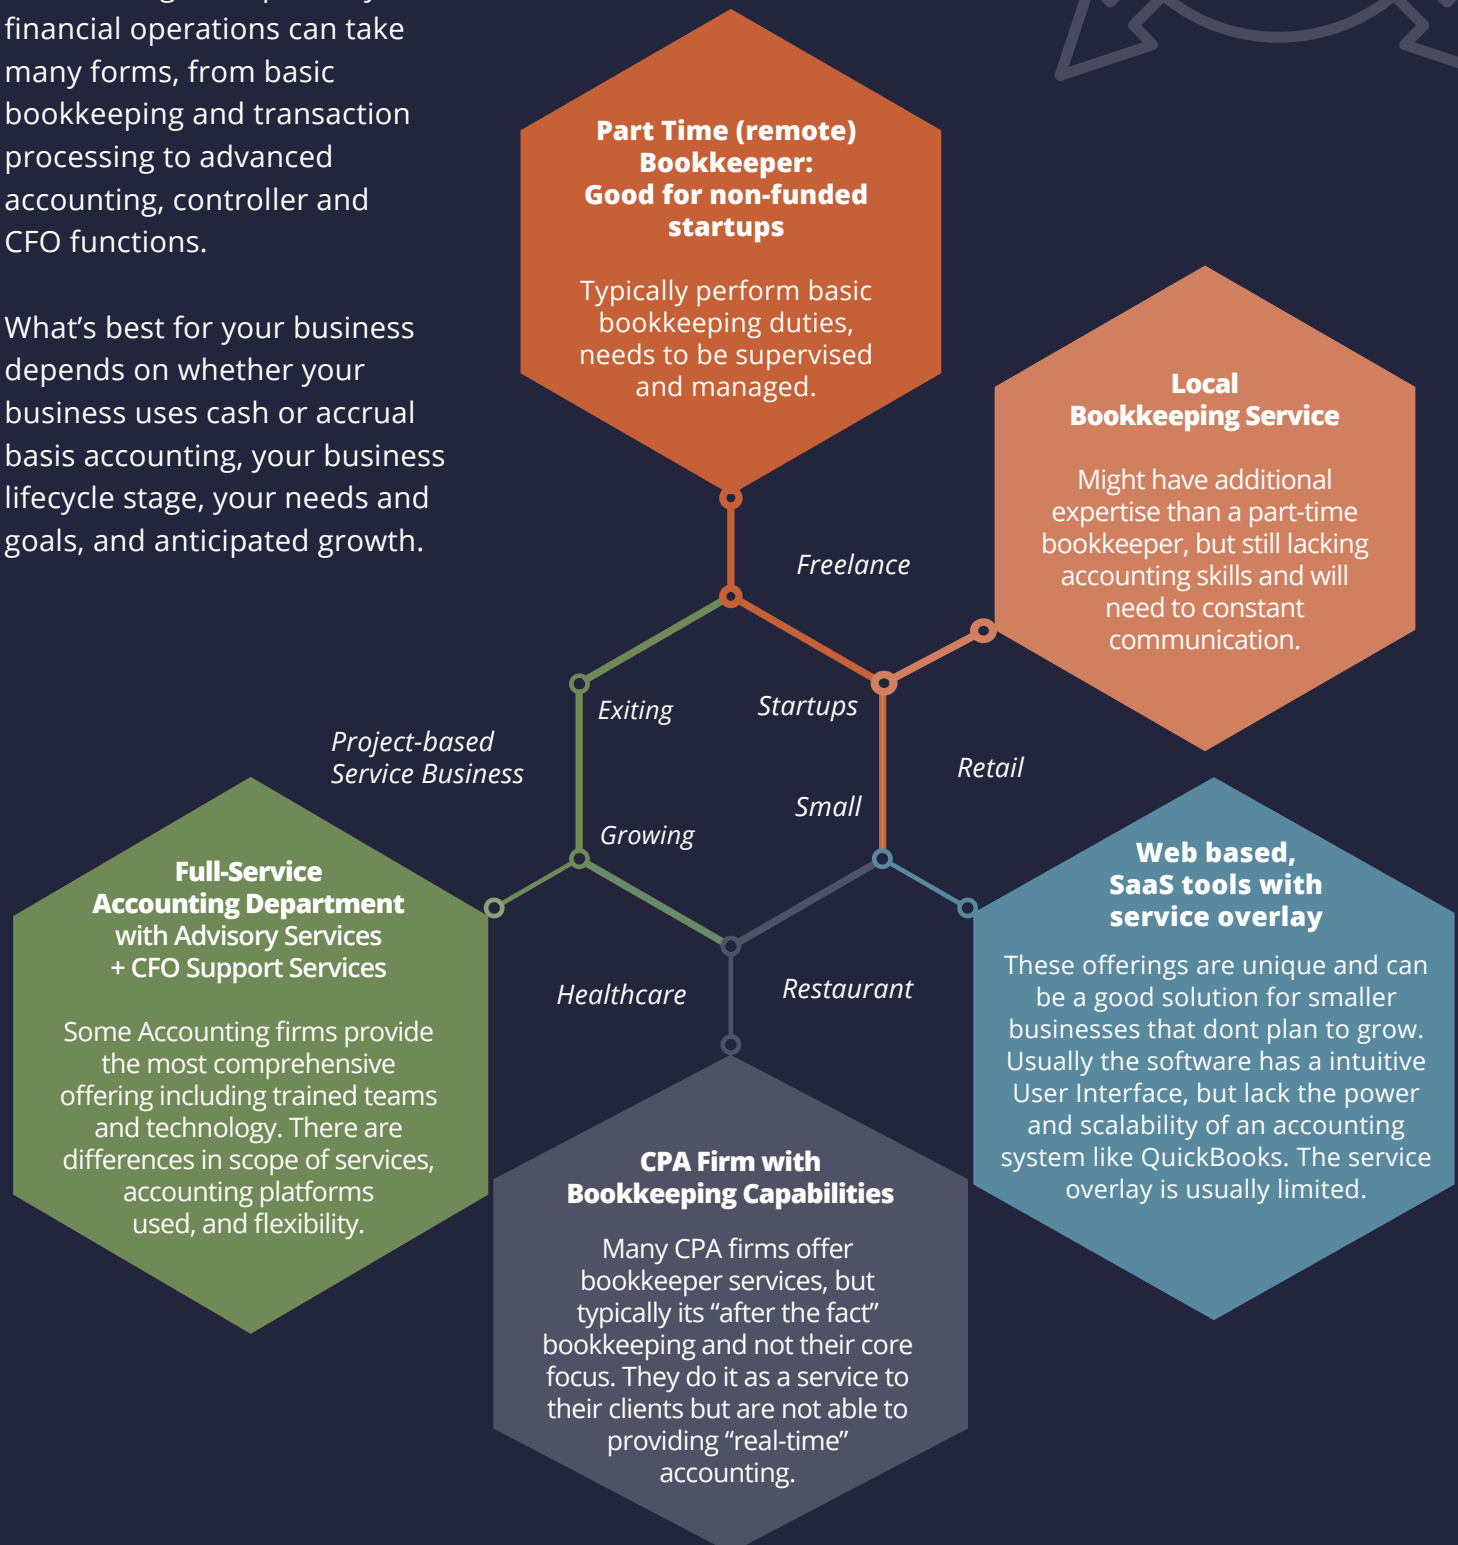 financial operations can take
many forms, from basic
bookkeeping and transaction
processing to advanced
accounting, controller and
CFO functions.
What’s best for your business
depends on whether your
business uses cash or accrual
basis accounting, your business
lifecycle stage, your needs and
goals, and anticipated growth.
Part Time (remote)
Bookkeeper:
Good for non-funded
startups
Typically perform basic
bookkeeping duties,
needs to be supervised
and managed.
Local
Bookkeeping Service
Might have additional
expertise than a part-time
bookkeeper, but still lacking
accounting skills and will
need to constant
communication.
Freelance
Exiting
Startups
Project-based
Service Business
Retail
Small
Growing
Healthcare
Restaurant
Full-Service
Accounting Department
with Advisory Services
+ CFO Support Services
Some Accounting firms provide
the most comprehensive
offering including trained teams
and technology. There are
differences in scope of services,
accounting platforms
used, and flexibility.
Web based,
SaaS tools with
service overlay
These offerings are unique and can
be a good solution for smaller
businesses that dont plan to grow.
Usually the software has a intuitive
User Interface, but lack the power
and scalability of an accounting
system like QuickBooks. The service
overlay is usually limited.
CPA Firm with
Bookkeeping Capabilities
Many CPA firms offer
bookkeeper services, but
typically its “after the fact”
bookkeeping and not their core
focus. They do it as a service to
their clients but are not able to
providing “real-time”
accounting.